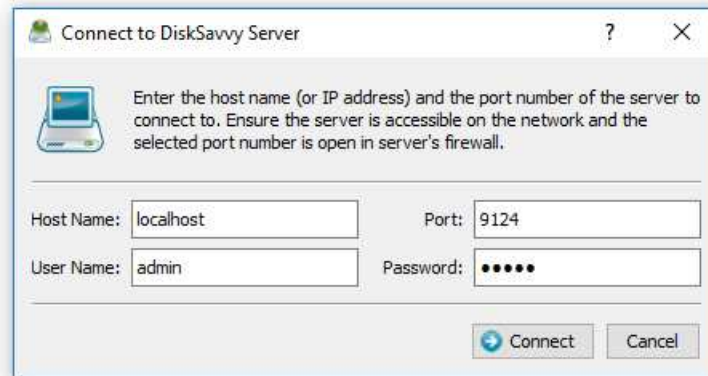 Connect to DiskSavvy Server
?
Enter the host name (or IP address) and the port number of the server to
connect to. Ensure the server is accessible on the network and the
selected port number is open in server's firewall.
Host Name: localhost Port: 9124
User Name: admin Password: •••••
Connect Cancel